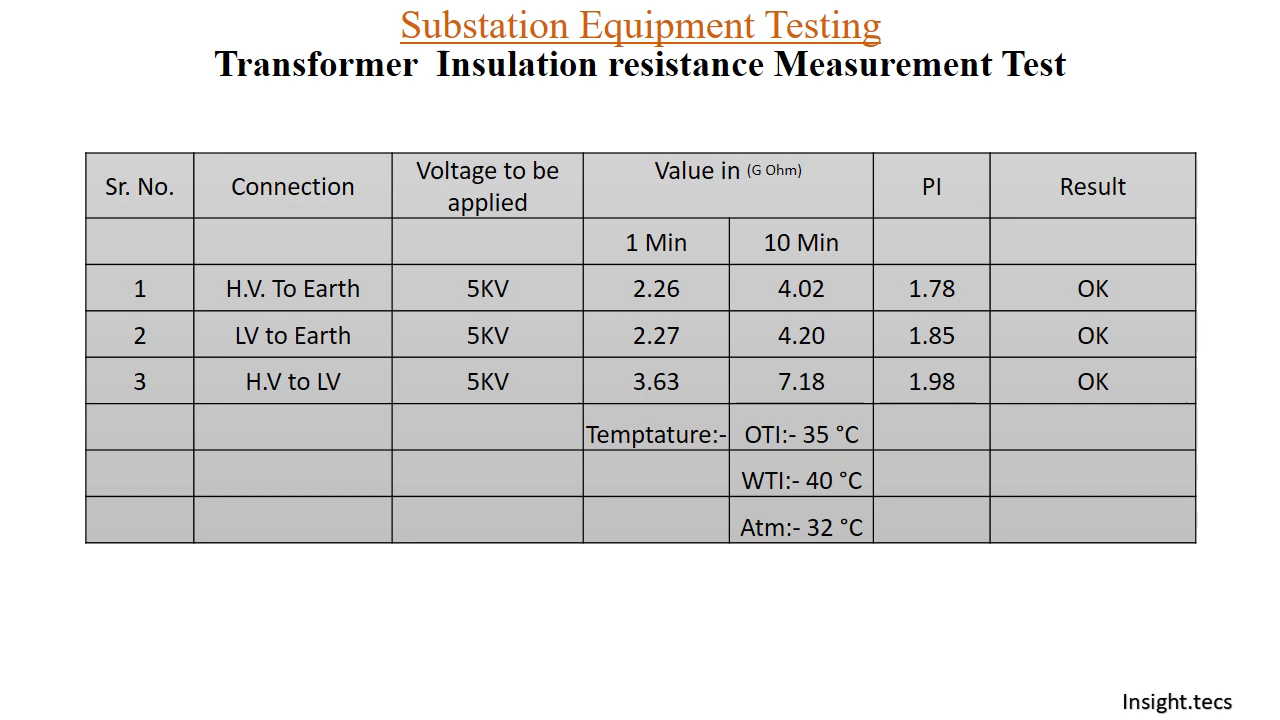 Substation Equipment Testing
Transformer Insulation resistance Measurement Test
Sr. No. Connection Voltage to be applied Value in (G Ohm) PI Result
1 Min 10 Min
1 H.V. To Earth 5KV 2.26 4.02 1.78 OK
2 LV to Earth 5KV 2.27 4.20 1.85 OK
3 H.V to LV 5KV 3.63 7.18 1.98 OK
Temptature:- OTI:- 35 °C
WTI:- 40 °C
Atm:- 32 °C
Insight.tecs